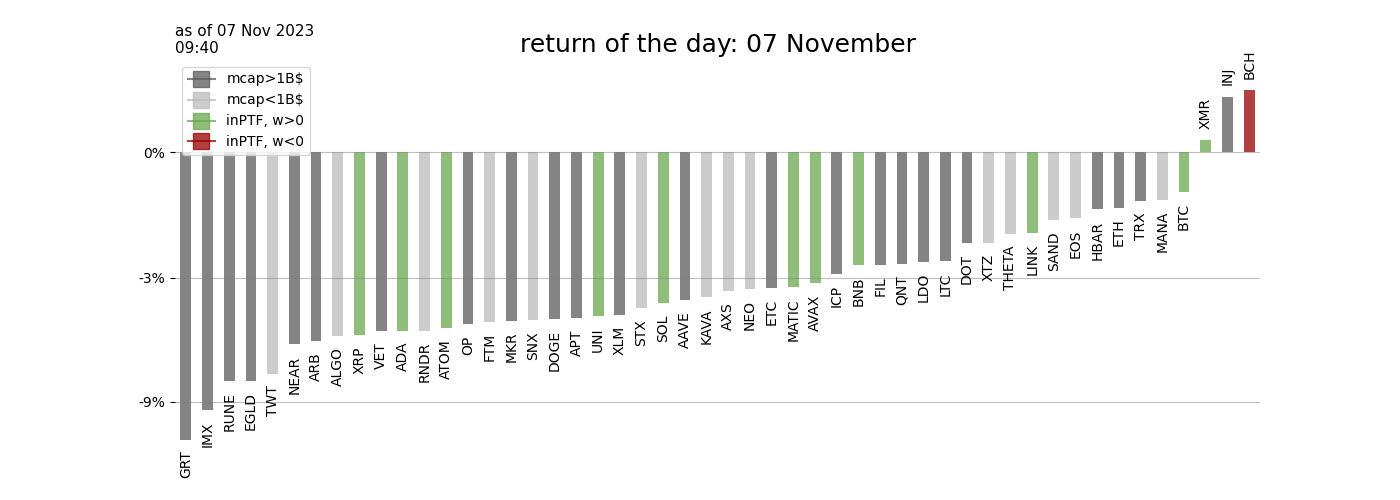 as of 07 Nov 2023
09:40
return of the day: 07 November
mcap>1B$
mcap<1B$
inPTF, w>0
inPTF, w<0
0%
-3%
-9%
GRT
IMX
RUNE
EGLD
TWT
NEAR
ARB
ALGO
XRP
VET
ADA
RNDR
ATOM
OP
FTM
MKR
SNX
DOGE
APT
UNI
XLM
STX
SOL
AAVE
KAVA
AXS
NEO
ETC
MATIC
AVAX
ICP
BNB
FIL
QNT
LDO
LTC
DOT
XTZ
THETA
LINK
SAND
EOS
HBAR
ETH
TRX
MANA
BTC
XMR
INJ
BCH